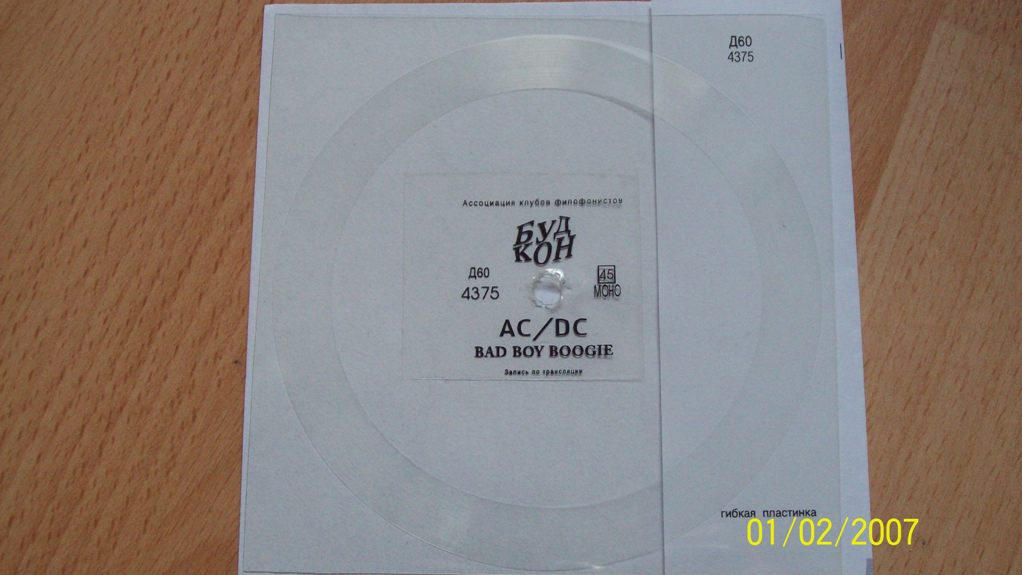 Д60
4375
Ассоциация клубов филофонистов
БУД
КОН
Д60
45
4375
МОНО
AC/DC
BAD BOY BOOGIE
Запись по трансляции
гибкая пластинка
01/02/2007